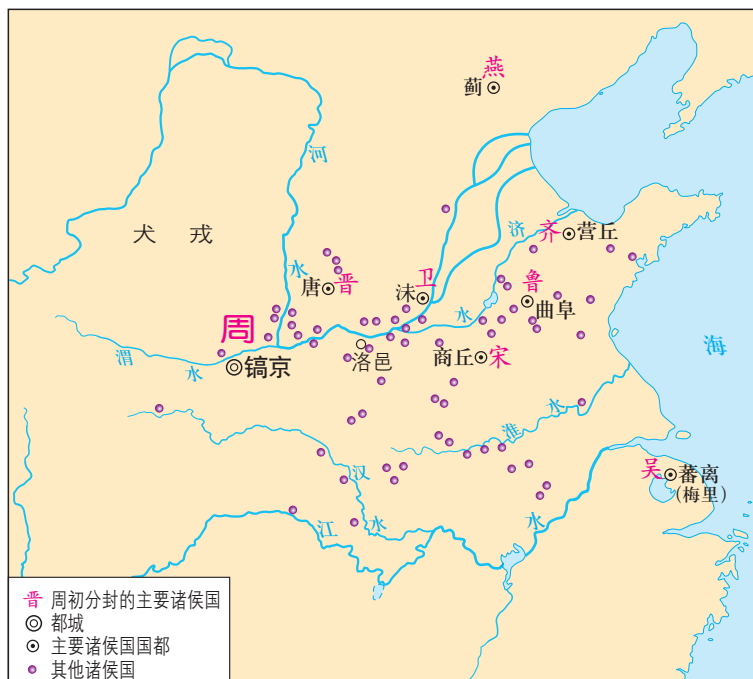 燕
蓟
河
犬 戎
济
齐
营丘
水
唐
晋
卫
沬
鲁
曲阜
水
周
渭
水
镐京
洛邑
商丘
宋
海
水
淮
汉
吴
蕃离
(梅里)
江
水
水
晋 周初分封的主要诸侯国
都城
主要诸侯国国都
其他诸侯国